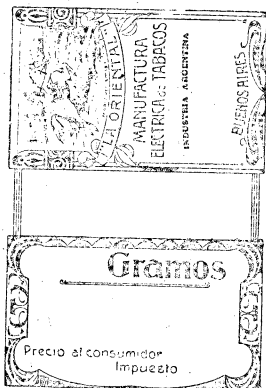 LA ORIENTAL
MANUFACTURA
ELECTRICA DE TABACOS
INDUSTRIA ARGENTINA
BUENOS AIRES
Gramos
Precio al consumidor
Impuesto